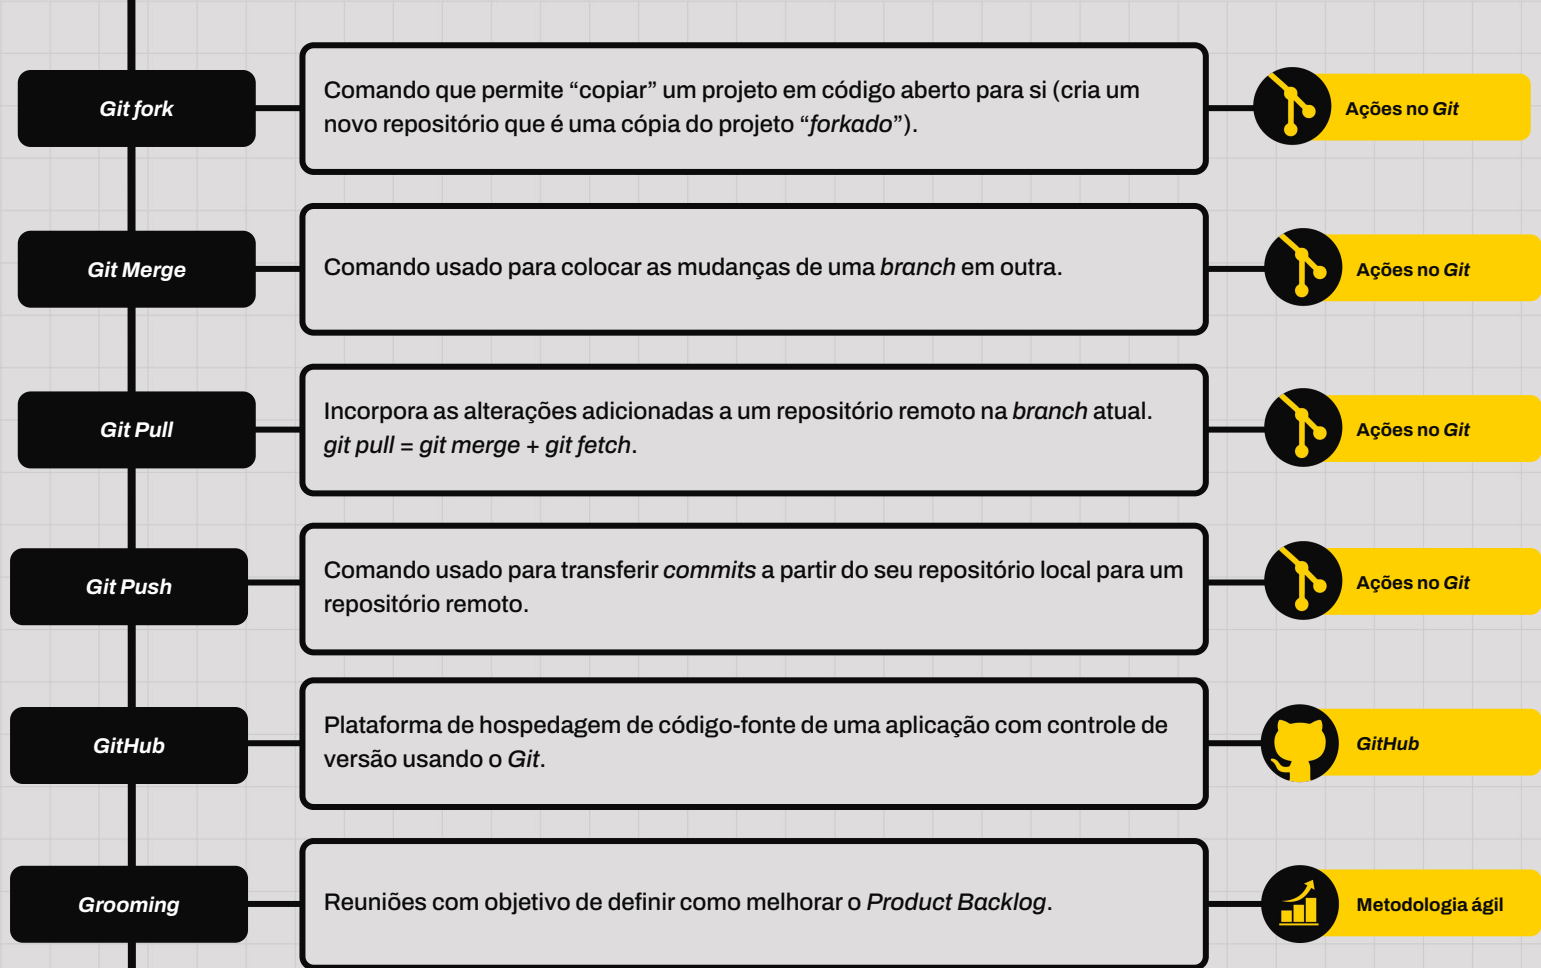 Git fork
Comando que permite “copiar” um projeto em código aberto para si (cria um
novo repositório que é uma cópia do projeto “forkado”).
Ações no Git
Git Merge
Comando usado para colocar as mudanças de uma branch em outra.
Ações no Git
Git Pull
Incorpora as alterações adicionadas a um repositório remoto na branch atual.
git pull = git merge + git fetch.
Ações no Git
Git Push
Comando usado para transferir commits a partir do seu repositório local para um
repositório remoto.
Ações no Git
GitHub
Plataforma de hospedagem de código-fonte de uma aplicação com controle de
versão usando o Git.
GitHub
Grooming
Reuniões com objetivo de definir como melhorar o Product Backlog.
Metodologia ágil